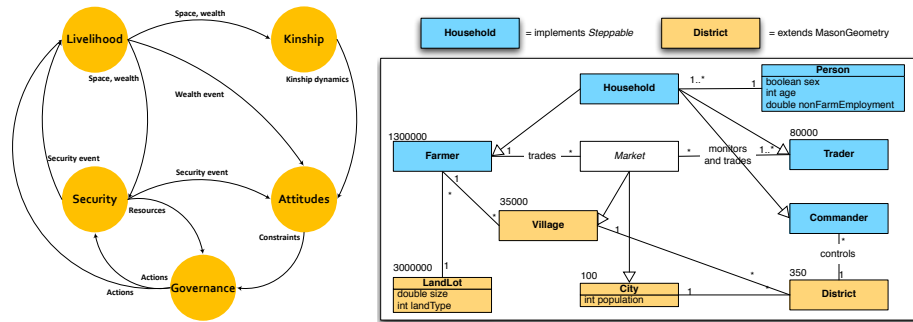 Livelihood
Space, wealth
Kinship
Space, wealth
Kinship dynamics
Wealth event
Security event
Security event
Security
Resources
Attitudes
Constraints
Actions
Actions
Governance
Household
= implements Steppable
District
= extends MasonGeometry
Household
1..*
1
Person
boolean sex
int age
double nonFarmEmployment
1300000
Farmer
1
trades
*
Market
*
monitors
and trades
1..*
80000
Trader
1
*
*
35000
Village
1
Commander
*
controls
1
3000000
1
LandLot
double size
int landType
100
City
int population
1
*
*
350
District